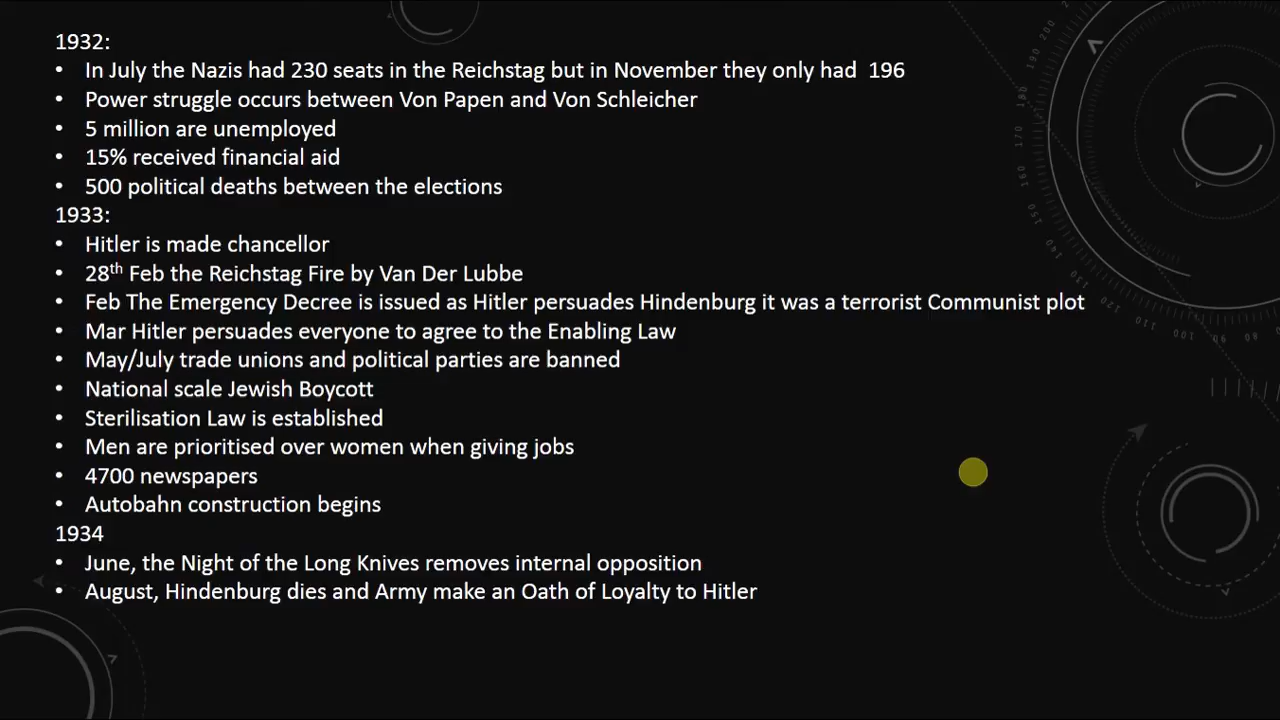 1932:
• In July the Nazis had 230 seats in the Reichstag but in November they only had 196
• Power struggle occurs between Von Papen and Von Schleicher
• 5 million are unemployed
• 15% received financial aid
• 500 political deaths between the elections
1933:
• Hitler is made chancellor
• 28th Feb the Reichstag Fire by Van Der Lubbe
• Feb The Emergency Decree is issued as Hitler persuades Hindenburg it was a terrorist Communist plot
• Mar Hitler persuades everyone to agree to the Enabling Law
• May/July trade unions and political parties are banned
• National scale Jewish Boycott
• Sterilisation Law is established
• Men are prioritised over women when giving jobs
• 4700 newspapers
• Autobahn construction begins
1934
• June, the Night of the Long Knives removes internal opposition
• August, Hindenburg dies and Army make an Oath of Loyalty to Hitler